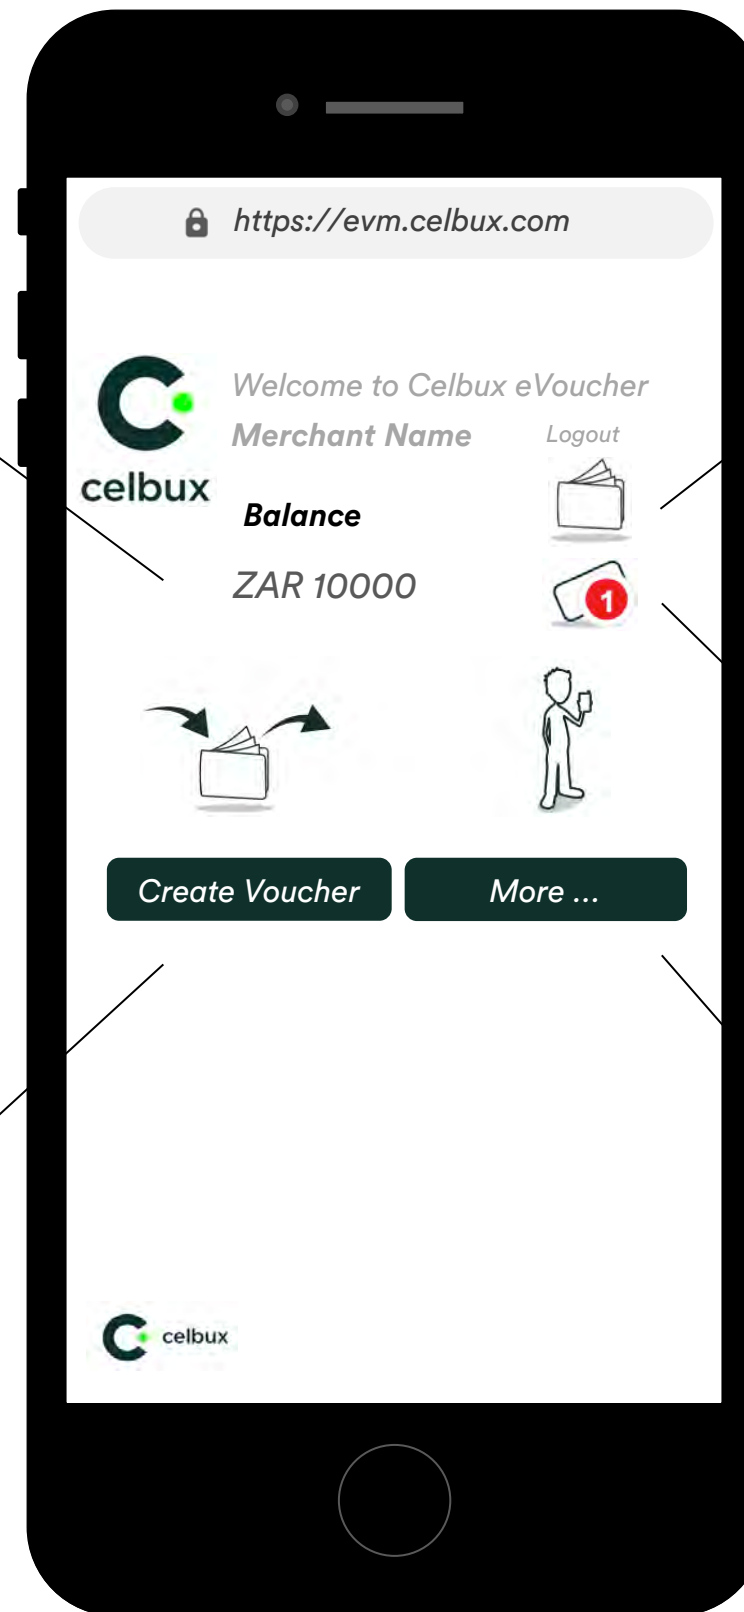 https://evm.celbux.com
Welcome to Celbux eVoucher
Merchant Name
Logout
celbux
Balance
ZAR 10000
1
Create Voucher
More ...
celbux